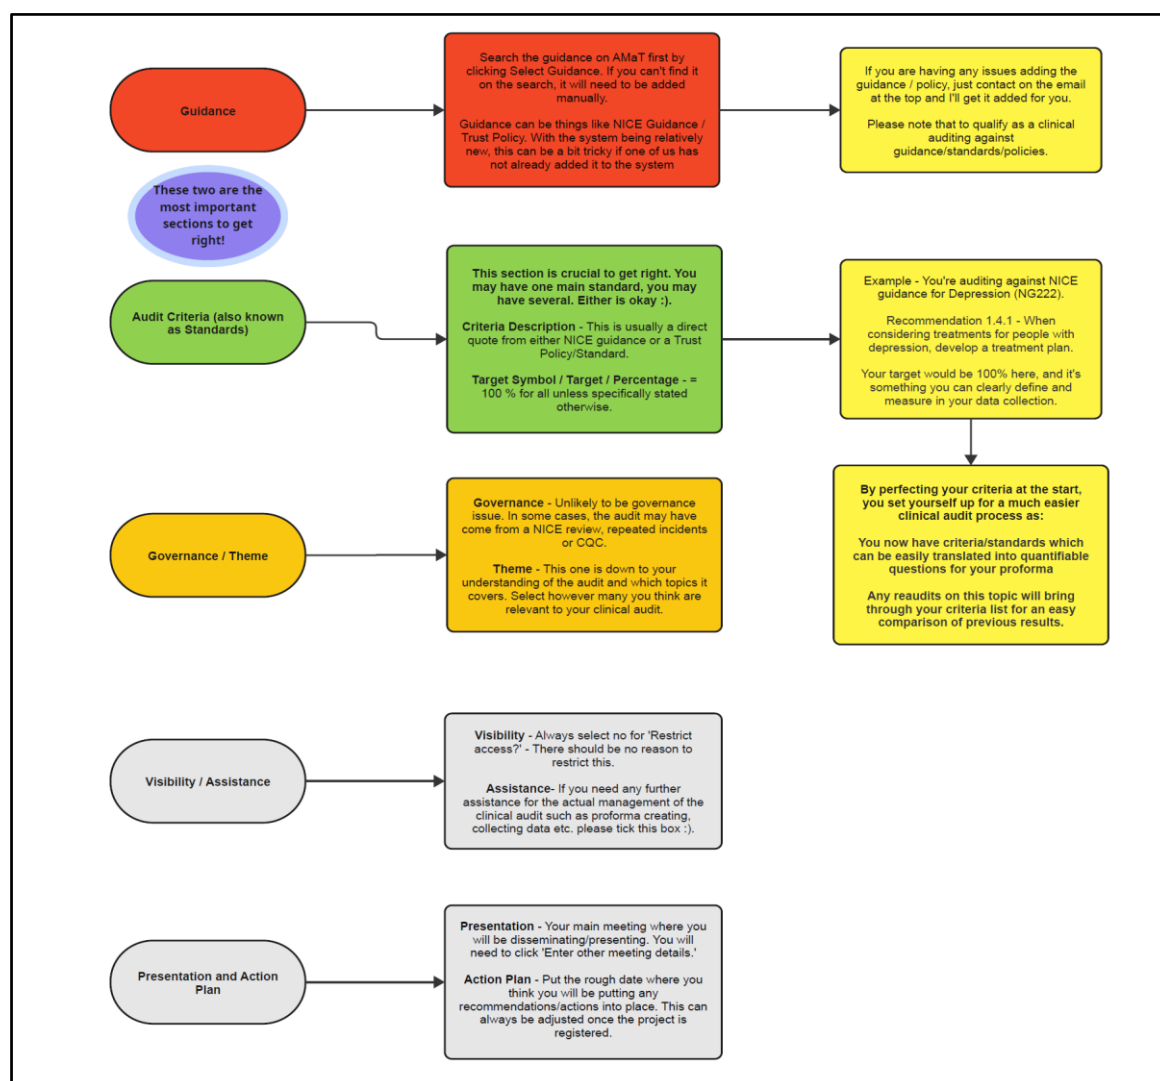 Guidance
Search the guidance on AMaT first by
clicking Select Guidance. If you can't find it
on the search, it will need to be added
manually.
Guidance can be things like NICE Guidance /
Trust Policy. With the system being relatively
new, this can be a bit tricky if one of us has
not already added it to the system
If you are having any issues adding the
guidance / policy, just contact on the email
at the top and I'll get it added for you.
Please note that to qualify as a clinical
auditing against
guidance/standards/policies.
These two are the
most important
sections to get
right!
Audit Criteria (also known
as Standards)
This section is crucial to get right. You
may have one main standard, you may
have several. Either is okay :).
Criteria Description - This is usually a direct
quote from either NICE guidance or a Trust
Policy/Standard.
Target Symbol / Target / Percentage - =
100 % for all unless specifically stated
otherwise.
Example - You're auditing against NICE
guidance for Depression (NG222).
Recommendation 1.4.1 - When
considering treatments for people with
depression, develop a treatment plan.
Your target would be 100% here, and it's
something you can clearly define and
measure in your data collection.
By perfecting your criteria at the start,
you set yourself up for a much easier
clinical audit process as:
You now have criteria/standards which
can be easily translated into quantifiable
questions for your proforma
Any reaudits on this topic will bring
through your criteria list for an easy
comparison of previous results.
Governance / Theme
Governance - Unlikely to be governance
issue. In some cases, the audit may have
come from a NICE review, repeated incidents
or CQC.
Theme - This one is down to your
understanding of the audit and which topics it
covers. Select however many you think are
relevant to your clinical audit.
Visibility / Assistance
Visibility - Always select no for 'Restrict
access?' - There should be no reason to
restrict this.
Assistance- If you need any further
assistance for the actual management of the
clinical audit such as proforma creating,
collecting data etc. please tick this box :).
Presentation and Action
Plan
Presentation - Your main meeting where you
will be disseminating/presenting. You will
need to click 'Enter other meeting details.'
Action Plan - Put the rough date where you
think you will be putting any
recommendations/actions into place. This can
always be adjusted once the project is
registered.